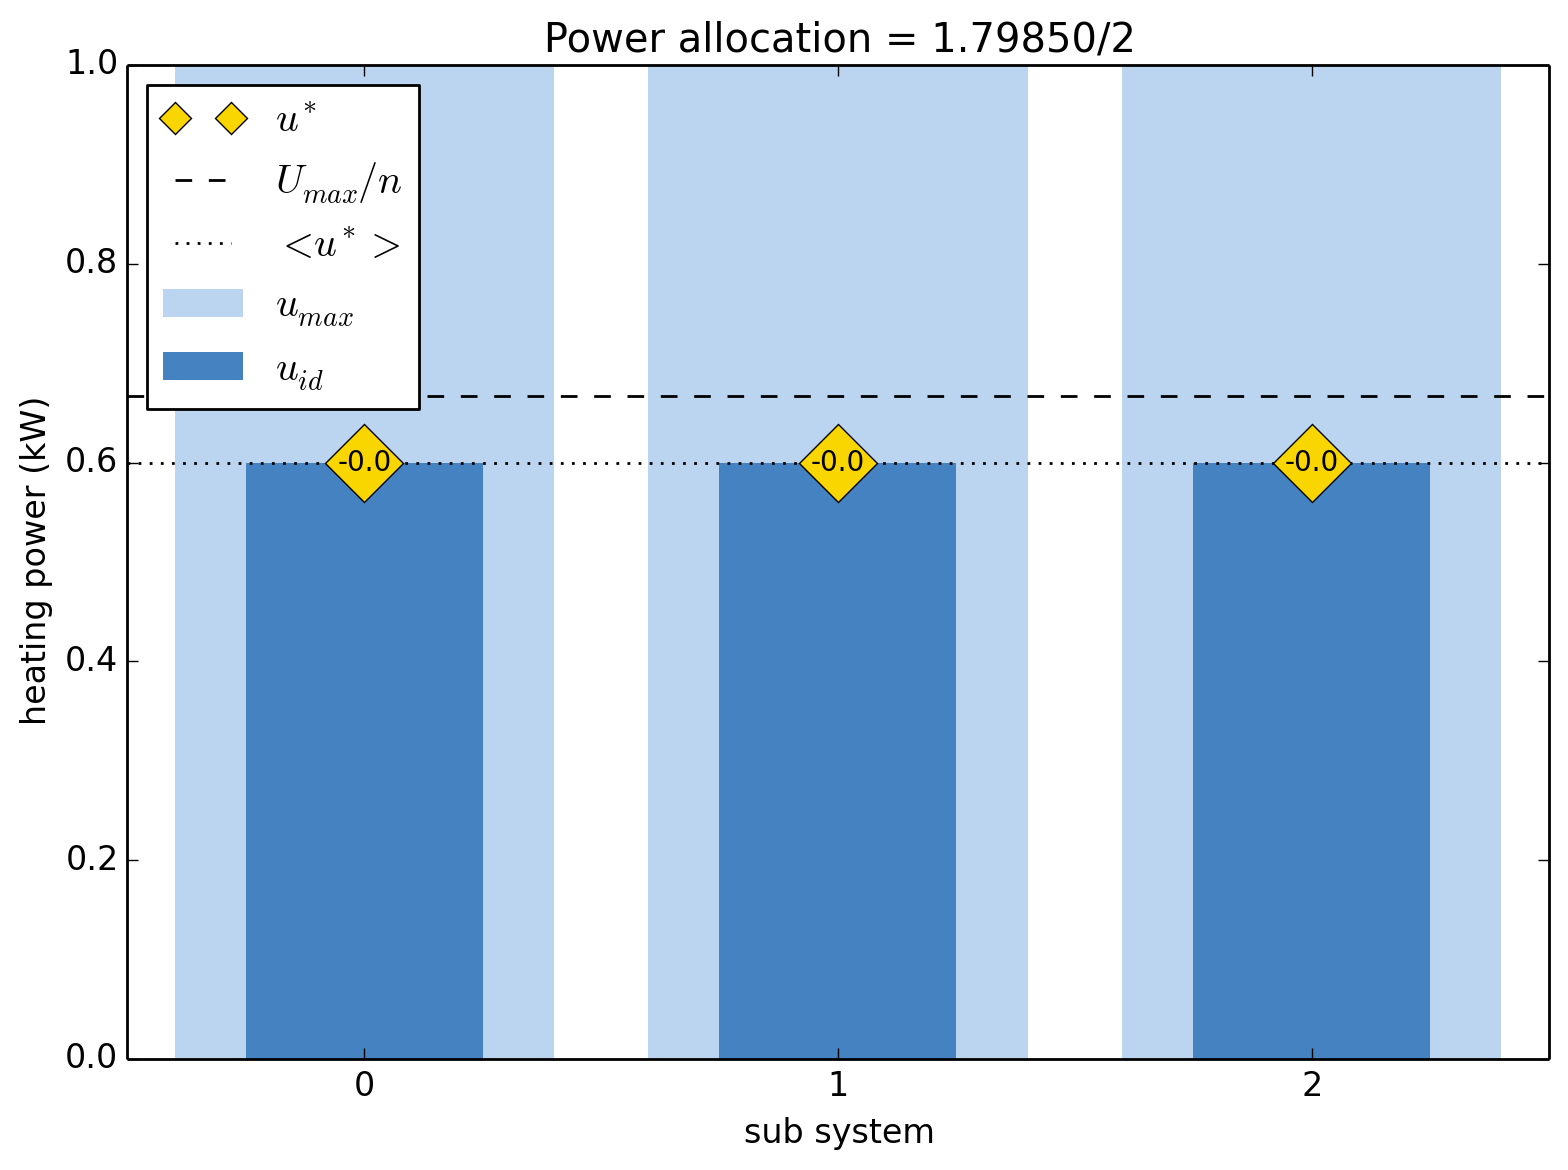 Power allocation = 1.79850/2
1.0
0.8
0.6
0.4
0.2
0.0
heating power (kW)
u*
U_max/n
<u*>
u_max
u_id
-0.0
-0.0
-0.0
0
1
2
sub system